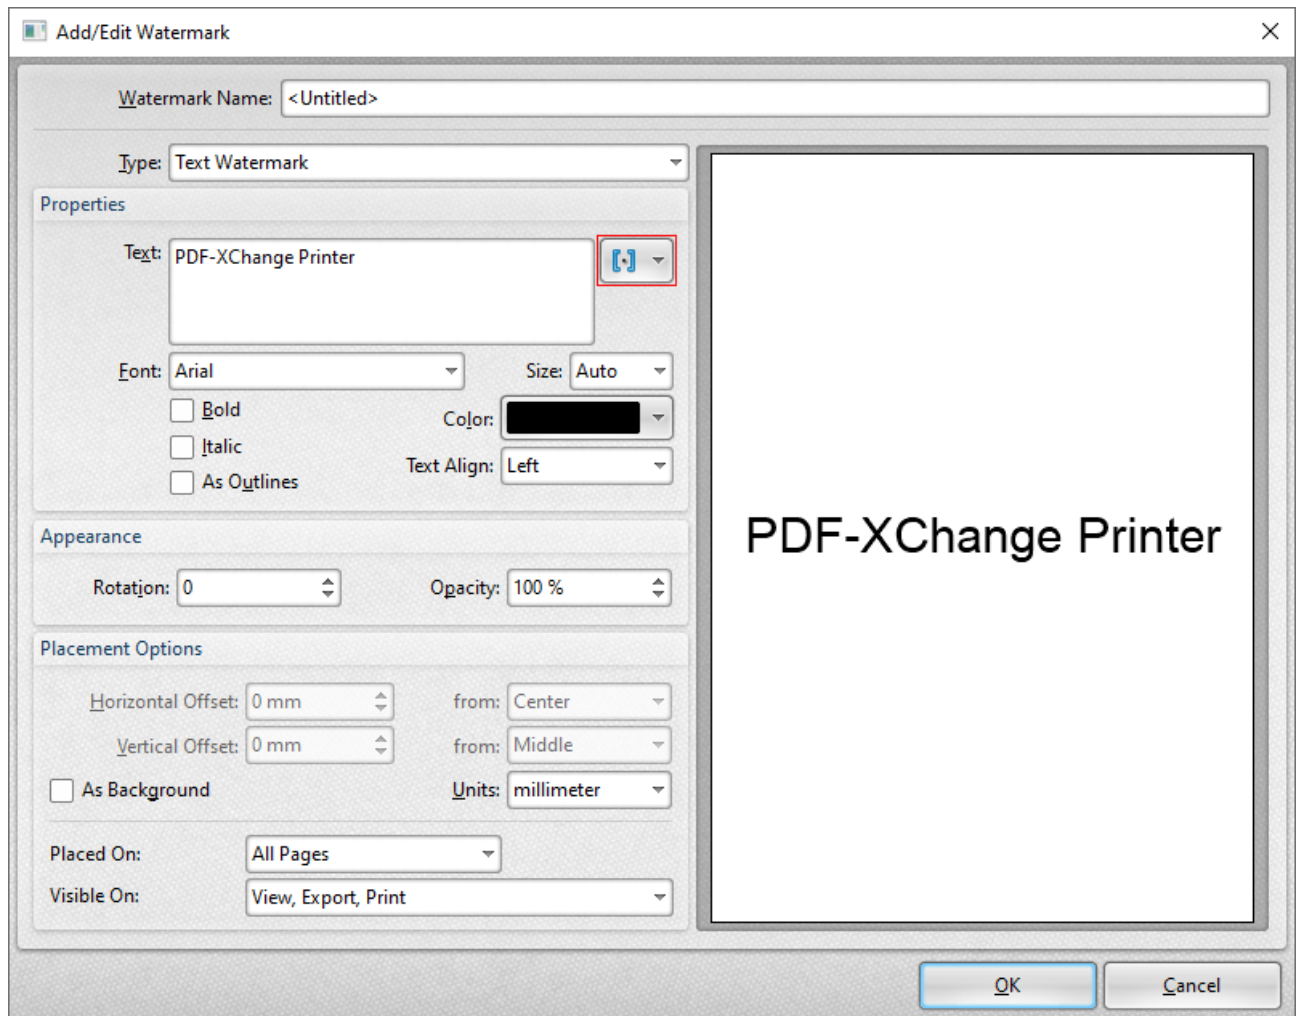 Add/Edit Watermark
Watermark Name: <Untitled>
Type: Text Watermark
Properties
Text: PDF-XChange Printer
Font: Arial Size: Auto
Bold
Color:
Italic
Text Align: Left
As Outlines
PDF-XChange Printer
Appearance
Rotation: 0 Opacity: 100 %
Placement Options
Horizontal Offset: 0 mm from: Center
Vertical Offset: 0 mm from: Middle
As Background Units: millimeter
Placed On: All Pages
Visible On: View, Export, Print
OK Cancel